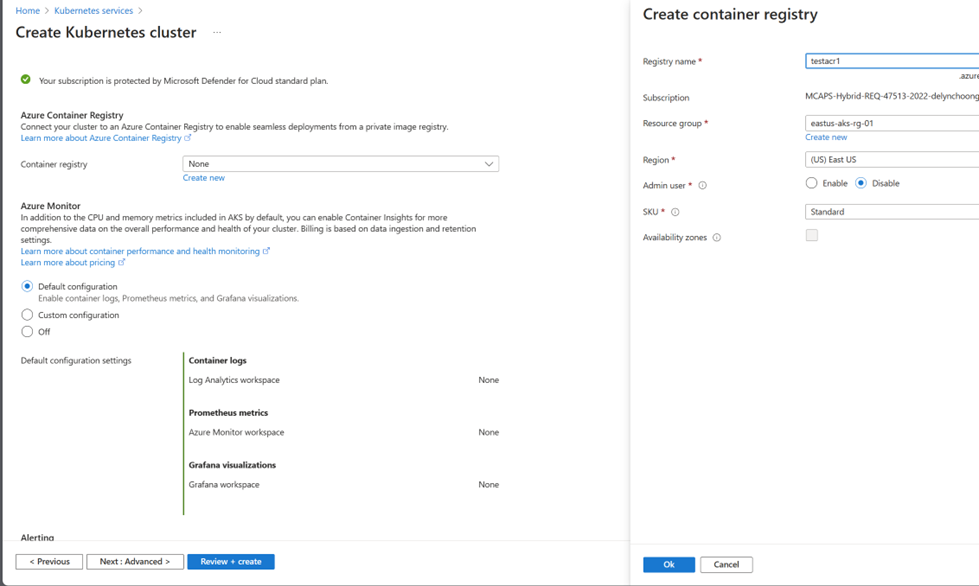 Home > Kubernetes services >
Create Kubernetes cluster ...
Your subscription is protected by Microsoft Defender for Cloud standard plan.
Azure Container Registry
Connect your cluster to an Azure Container Registry to enable seamless deployments from a private image registry.
Learn more about Azure Container Registry
Container registry None
Create new
Azure Monitor
In addition to the CPU and memory metrics included in AKS by default, you can enable Container Insights for more
comprehensive data on the overall performance and health of your cluster. Billing is based on data ingestion and retention
settings.
Learn more about container performance and health monitoring
Learn more about pricing
Default configuration
Enable container logs, Prometheus metrics, and Grafana visualizations.
Custom configuration
Off
Default configuration settings
Container logs
Log Analytics workspace None
Prometheus metrics
Azure Monitor workspace None
Grafana visualizations
Grafana workspace None
Alerting
< Previous Next : Advanced > Review + create
Create container registry
Registry name * testacr1
.azure
Subscription MCAPS-Hybrid-REQ-47513-2022-delynchoong
Resource group * eastus-aks-rg-01
Create new
Region * (US) East US
Admin user * Enable Disable
SKU * Standard
Availability zones
Ok Cancel